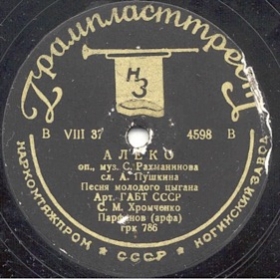 Грампласттрест
НЗ
В VIII 37 4598 В
АЛЕКО
оп., муз. С. Рахманинова
сл. А. Пушкина
Песня молодого цыгана
Арт. ГАБТ СССР
С. М. Хромченко
Парфенов (арфа)
грк 786
НАРКОМТЯЖПРОМ ★ СССР ★ НОГИНСКИЙ ЗАВОД